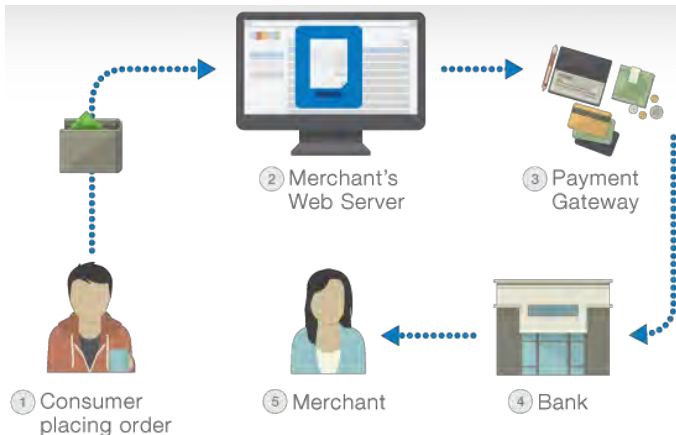 2 Merchant's
Web Server
3 Payment
Gateway
1 Consumer
placing order
5 Merchant
4 Bank